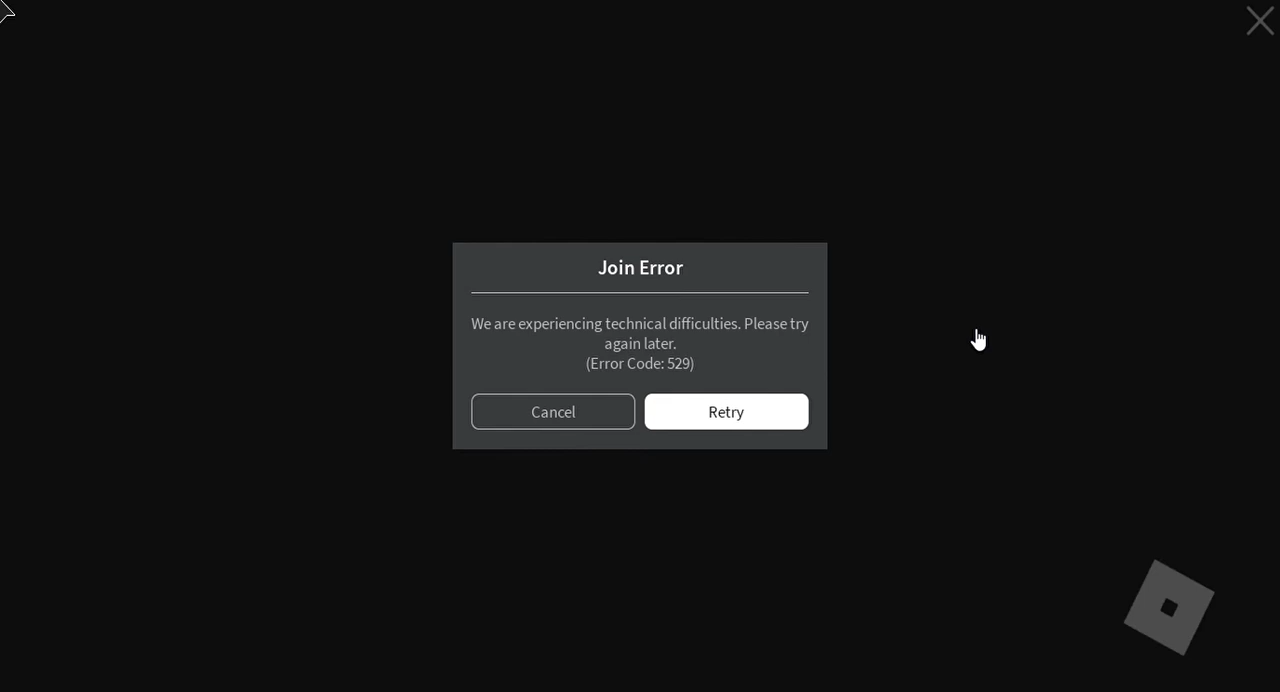 Join Error
We are experiencing technical difficulties. Please try
again later.
(Error Code: 529)
Cancel
Retry